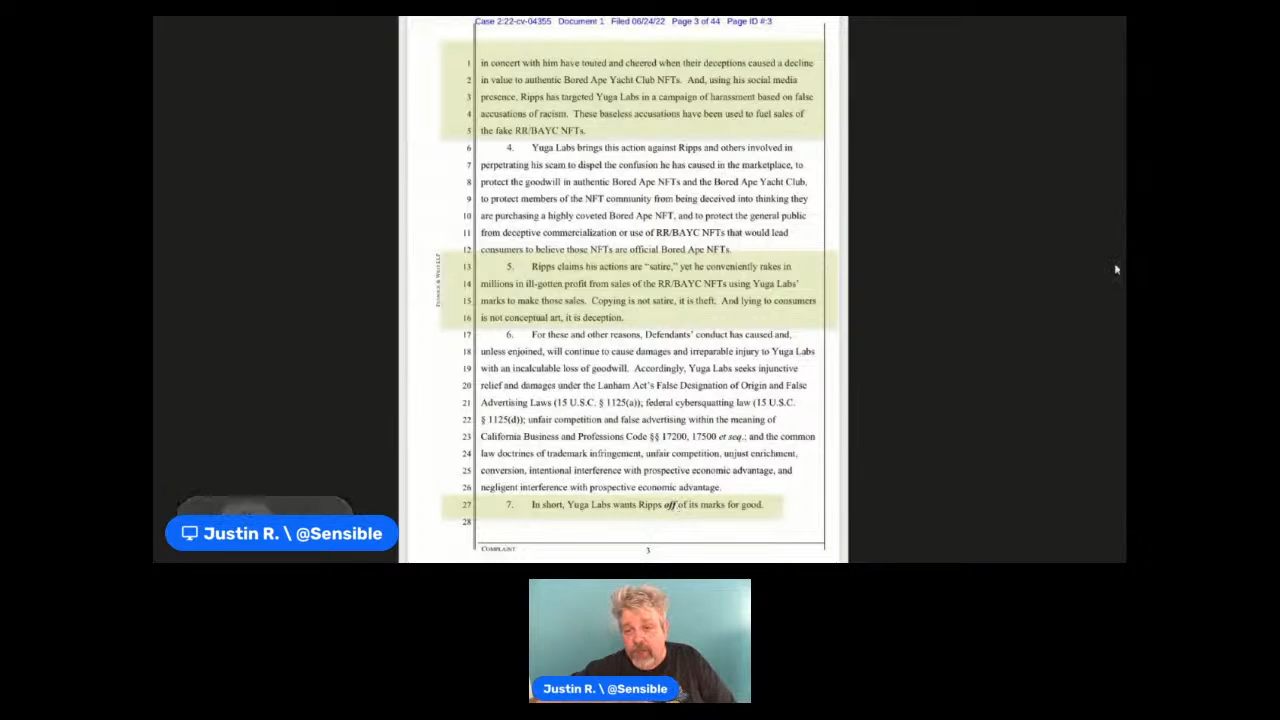 Case 2:22-cv-04355 Document 1 Filed 06/24/22 Page 3 of 44 Page ID #:3
1 in concert with him have touted and cheered when their deceptions caused a decline
2 in value to authentic Bored Ape Yacht Club NFTs. And, using his social media
3 presence, Ripps has targeted Yuga Labs in a campaign of harassment based on false
4 accusations of racism. These baseless accusations have been used to fuel sales of
5 the fake RR/BAYC NFTs.
6 4. Yuga Labs brings this action against Ripps and others involved in
7 perpetrating his scam to dispel the confusion he has caused in the marketplace, to
8 protect the goodwill in authentic Bored Ape NFTs and the Bored Ape Yacht Club,
9 to protect members of the NFT community from being deceived into thinking they
10 are purchasing a highly coveted Bored Ape NFT, and to protect the general public
11 from deceptive commercialization or use of RR/BAYC NFTs that would lead
12 consumers to believe those NFTs are official Bored Ape NFTs.
13 5. Ripps claims his actions are “satire,” yet he conveniently rakes in
14 millions in ill-gotten profit from sales of the RR/BAYC NFTs using Yuga Labs’
15 marks to make those sales. Copying is not satire, it is theft. And lying to consumers
16 is not conceptual art, it is deception.
17 6. For these and other reasons, Defendants’ conduct has caused and,
18 unless enjoined, will continue to cause damages and irreparable injury to Yuga Labs
19 with an incalculable loss of goodwill. Accordingly, Yuga Labs seeks injunctive
20 relief and damages under the Lanham Act’s False Designation of Origin and False
21 Advertising Laws (15 U.S.C. § 1125(a)); federal cybersquatting law (15 U.S.C.
22 § 1125(d)); unfair competition and false advertising within the meaning of
23 California Business and Professions Code §§ 17200, 17500 et seq.; and the common
24 law doctrines of trademark infringement, unfair competition, unjust enrichment,
25 conversion, intentional interference with prospective economic advantage, and
26 negligent interference with prospective economic advantage.
27 7. In short, Yuga Labs wants Ripps off of its marks for good.
28
FENWICK & WEST LLP
COMPLAINT 3
Justin R. \ @Sensible
Justin R. \ @Sensible